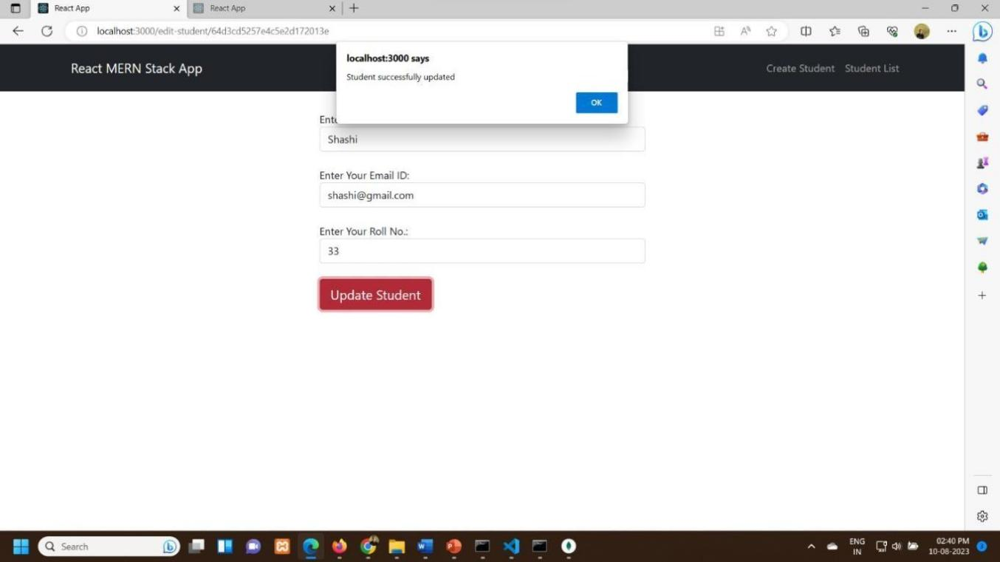 React App
React App
localhost:3000/edit-student/64d3cd5257e4c5e2d172013e
React MERN Stack App
Create Student Student List
localhost:3000 says
Student successfully updated
OK
Ente
Shashi
Enter Your Email ID:
shashi@gmail.com
Enter Your Roll No.:
33
Update Student
Search
ENG
IN
02:40 PM
10-08-2023
3